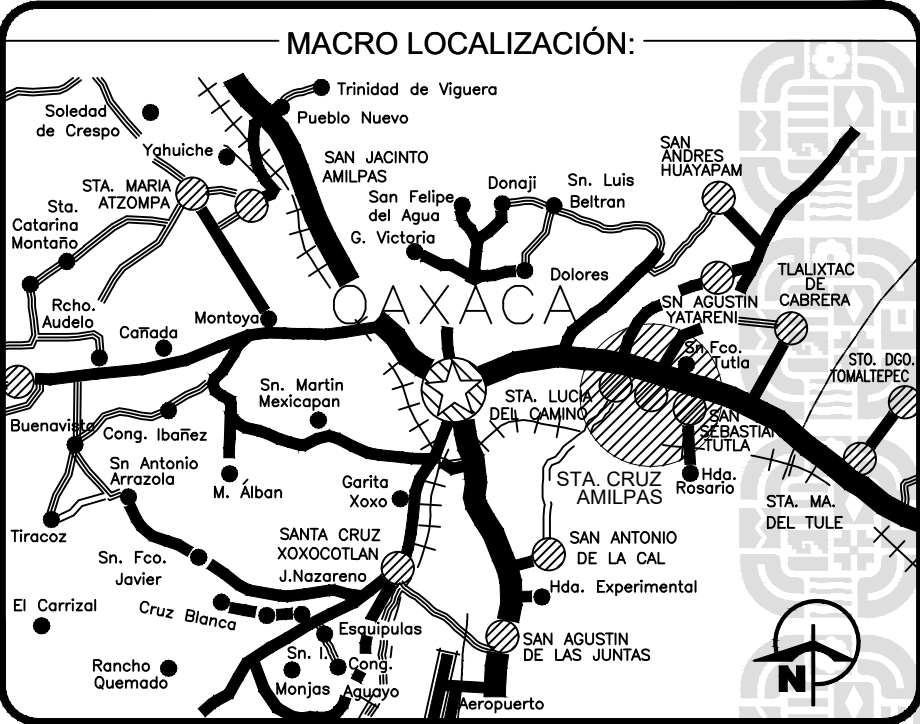 MACRO LOCALIZACIÓN:
Trinidad de Viguera
Soledad
de Crespo
Pueblo Nuevo
Yahuiche
SAN JACINTO
AMILPAS
SAN
ANDRES
HUAYAPAM
STA. MARIA
ATZOMPA
San Felipe
del Agua
Donaji
Sn. Luis
Beltran
Sta.
Catarina
Montaño
G. Victoria
Dolores
TLALIXTAC
DE
CABRERA
OAXACA
SN AGUSTIN
YATARENI
Rcho.
Audelo
Montoya
Cañada
Sn. Fco.
Tutla
STO. DGO.
TOMALTEPEC
Sn. Martin
Mexicapan
STA. LUCIA
DEL CAMINO
SAN
SEBASTIAN
TUTLA
Buenavista
Cong. Ibañez
Sn Antonio
Arrazola
M. Álban
Garita
Xoxo
STA. CRUZ
AMILPAS
Hda.
Rosario
STA. MA.
DEL TULE
Tiracoz
SANTA CRUZ
XOXOCOTLAN
SAN ANTONIO
DE LA CAL
Sn. Fco.
Javier
J.Nazareno
Hda. Experimental
El Carrizal
Cruz Blanca
Esquipulas
SAN AGUSTIN
DE LAS JUNTAS
Rancho
Quemado
Sn. I.
Monjas
Cong.
Aguayo
Aeropuerto
N